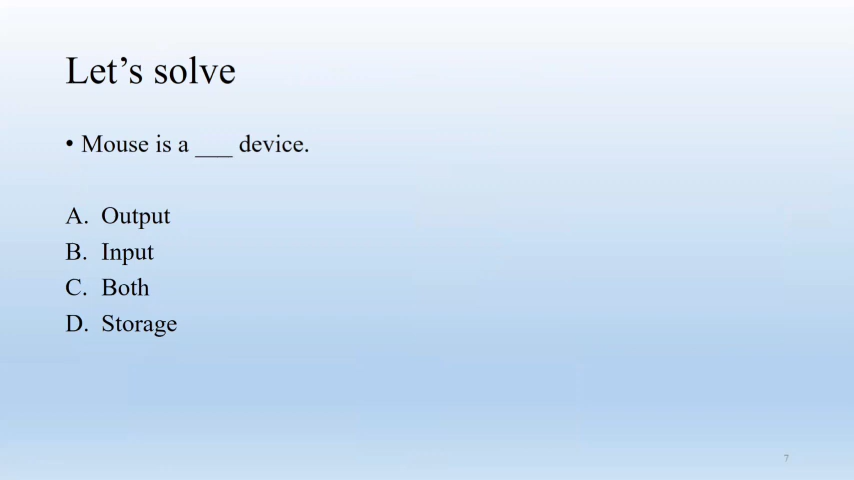 Let’s solve
• Mouse is a ___ device.
A. Output
B. Input
C. Both
D. Storage
7